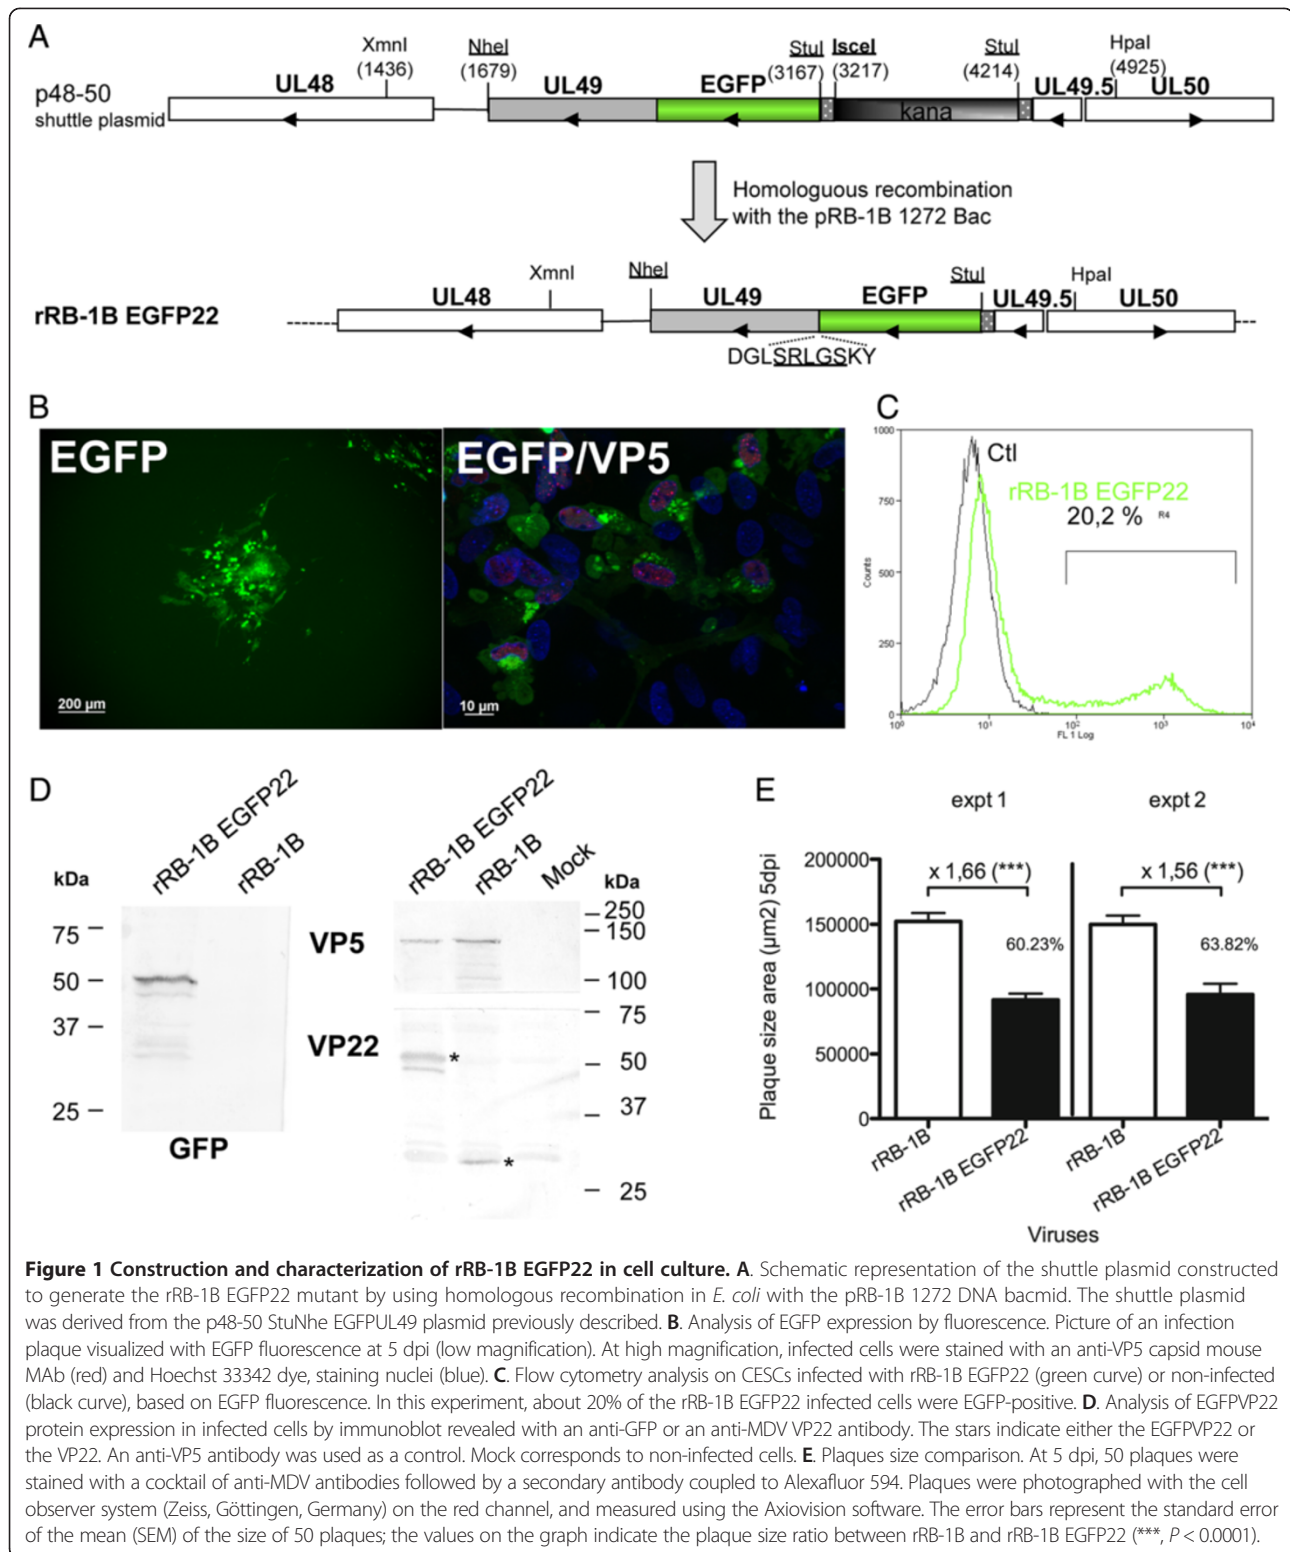 A
XmnI
(1436)
NheI
(1679)
StuI
(3167)
IsceI
(3217)
StuI
(4214)
HpaI
(4925)
p48-50
shuttle plasmid
UL48
UL49
EGFP
kana
UL49.5
UL50
Homologuous recombination
with the pRB-1B 1272 Bac
rRB-1B EGFP22
XmnI
NheI
StuI
HpaI
UL48
UL49
EGFP
UL49.5
UL50
DGLSRLGSKY
B
EGFP
200 µm
EGFP/VP5
10 µm
C
1000
750
500
250
0
Counts
Ctl
rRB-1B EGFP22
20,2 %
R4
10⁰ 10¹ 10² 10³ 10⁴
FL 1 Log
D
rRB-1B EGFP22
rRB-1B
kDa
75
50
37
25
GFP
rRB-1B EGFP22
rRB-1B
Mock
kDa
VP5
VP22
250
150
100
75
50
37
25
*
*
E
expt 1
expt 2
Plaque size area (µm2) 5dpi
200000
150000
100000
50000
0
x 1,66 (***)
60.23%
x 1,56 (***)
63.82%
rRB-1B
rRB-1B EGFP22
rRB-1B
rRB-1B EGFP22
Viruses
Figure 1 Construction and characterization of rRB-1B EGFP22 in cell culture. A. Schematic representation of the shuttle plasmid constructed
to generate the rRB-1B EGFP22 mutant by using homologous recombination in E. coli with the pRB-1B 1272 DNA bacmid. The shuttle plasmid
was derived from the p48-50 StuNhe EGFPUL49 plasmid previously described. B. Analysis of EGFP expression by fluorescence. Picture of an infection
plaque visualized with EGFP fluorescence at 5 dpi (low magnification). At high magnification, infected cells were stained with an anti-VP5 capsid mouse
MAb (red) and Hoechst 33342 dye, staining nuclei (blue). C. Flow cytometry analysis on CESCs infected with rRB-1B EGFP22 (green curve) or non-infected
(black curve), based on EGFP fluorescence. In this experiment, about 20% of the rRB-1B EGFP22 infected cells were EGFP-positive. D. Analysis of EGFPVP22
protein expression in infected cells by immunoblot revealed with an anti-GFP or an anti-MDV VP22 antibody. The stars indicate either the EGFPVP22 or
the VP22. An anti-VP5 antibody was used as a control. Mock corresponds to non-infected cells. E. Plaques size comparison. At 5 dpi, 50 plaques were
stained with a cocktail of anti-MDV antibodies followed by a secondary antibody coupled to Alexafluor 594. Plaques were photographed with the cell
observer system (Zeiss, Göttingen, Germany) on the red channel, and measured using the Axiovision software. The error bars represent the standard error
of the mean (SEM) of the size of 50 plaques; the values on the graph indicate the plaque size ratio between rRB-1B and rRB-1B EGFP22 (***, P < 0.0001).